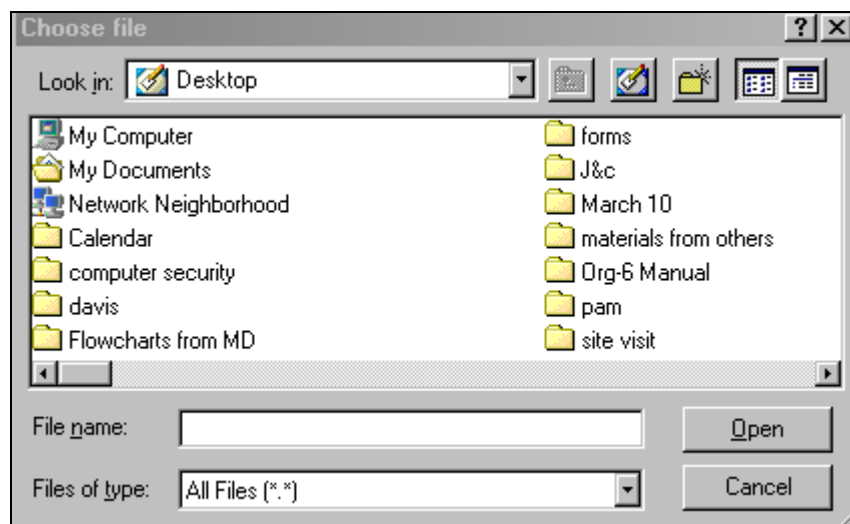 Choose file
Look in: Desktop
My Computer
My Documents
Network Neighborhood
Calendar
computer security
davis
Flowcharts from MD
forms
J&c
March 10
materials from others
Org-6 Manual
pam
site visit
File name:
Open
Files of type: All Files (*.*)
Cancel